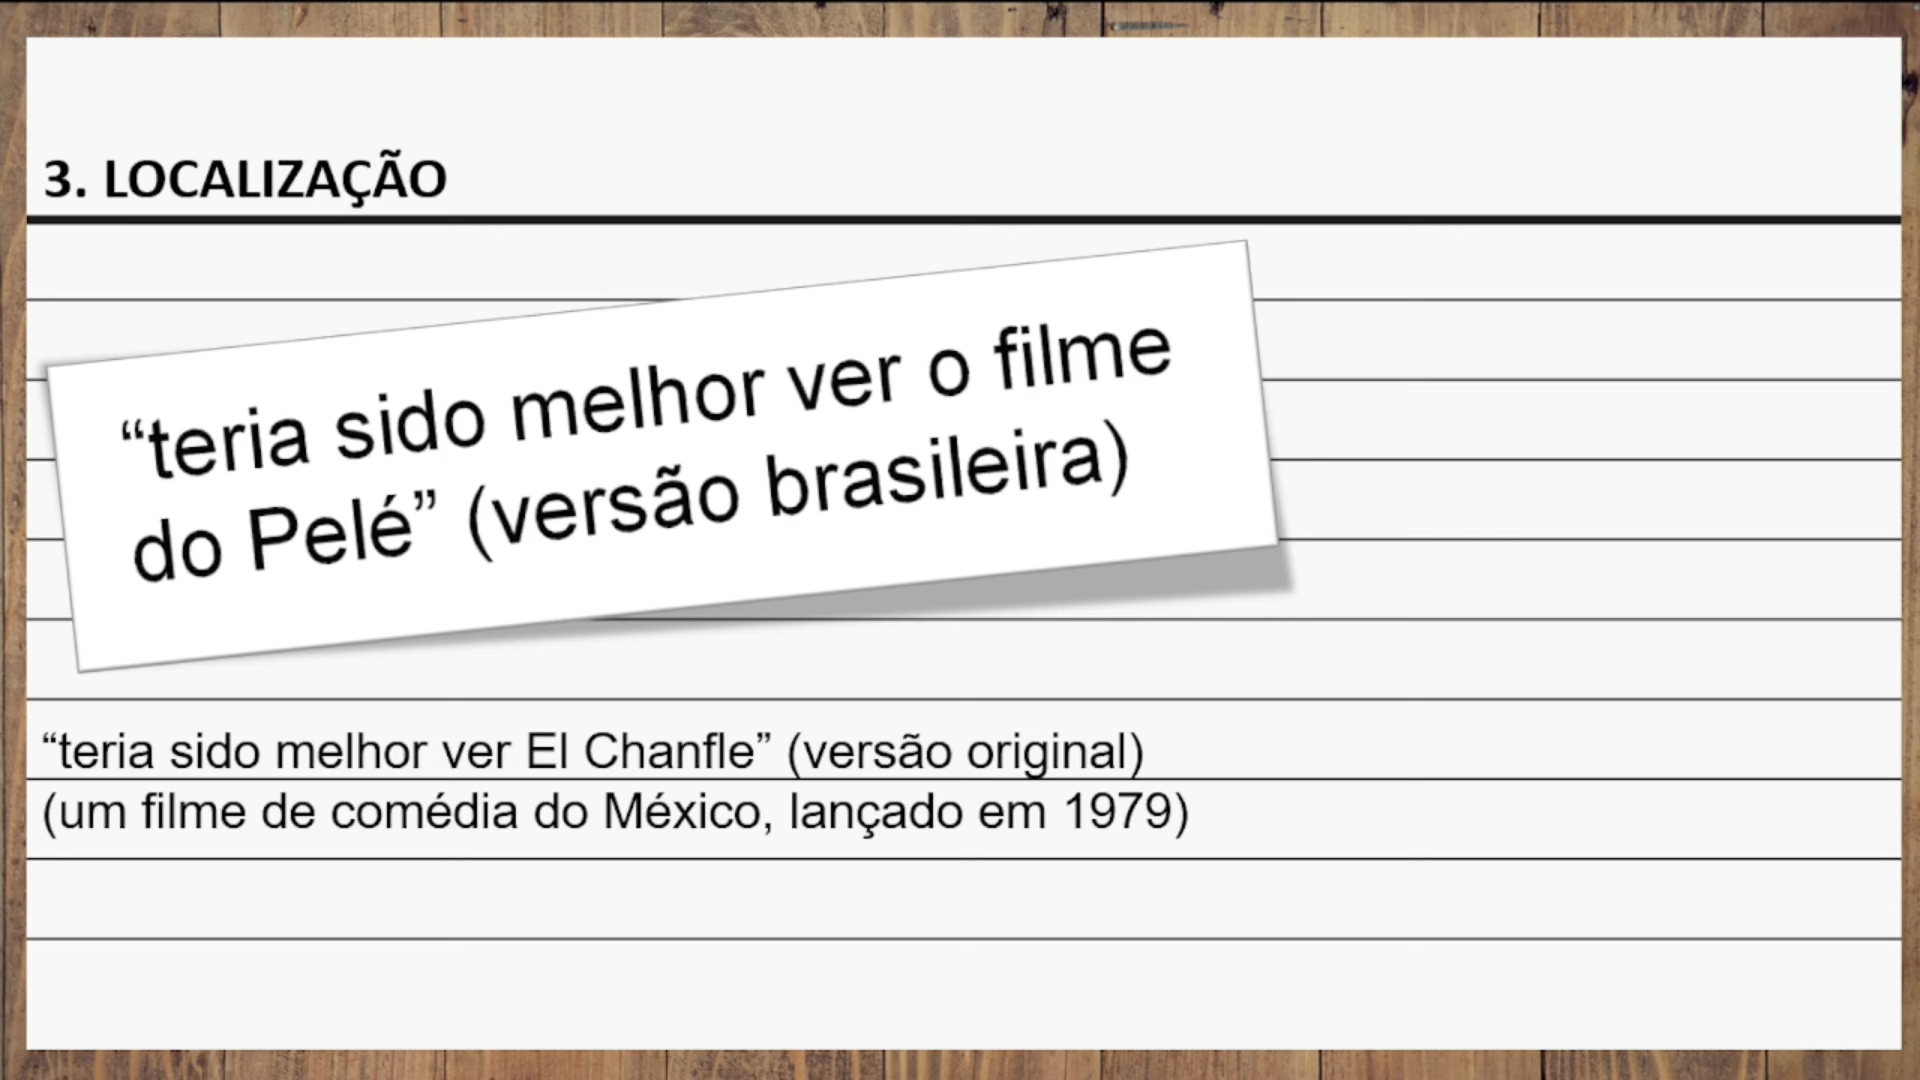 3. LOCALIZAÇÃO
“teria sido melhor ver o filme
do Pelé” (versão brasileira)
“teria sido melhor ver El Chanfle” (versão original)
(um filme de comédia do México, lançado em 1979)